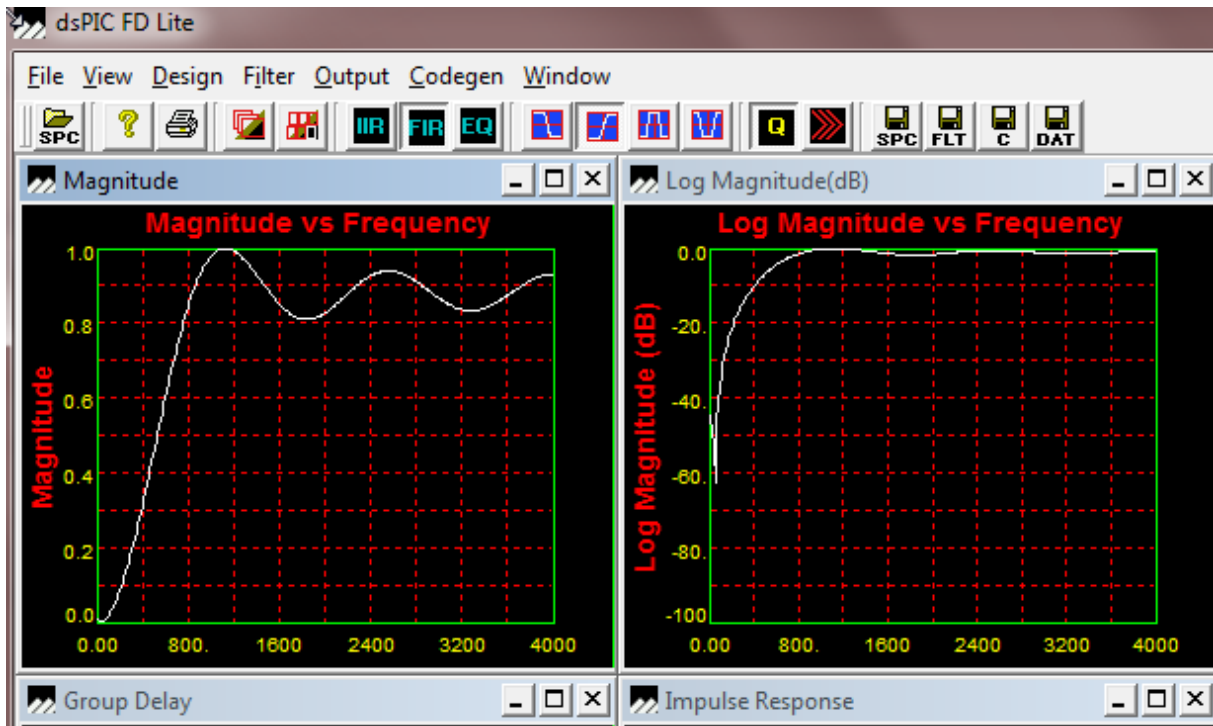 dsPIC FD Lite
File View Design Filter Output Codegen Window
SPC ? IIR FIR EQ Q SPC FLT C DAT
Magnitude
Magnitude vs Frequency
1.0
0.8
0.6
0.4
0.2
0.0
Magnitude
0.00 800. 1600 2400 3200 4000
Log Magnitude(dB)
Log Magnitude vs Frequency
0.0
-20.
-40.
-60.
-80.
-100
Log Magnitude (dB)
0.00 800. 1600 2400 3200 4000
Group Delay
Impulse Response